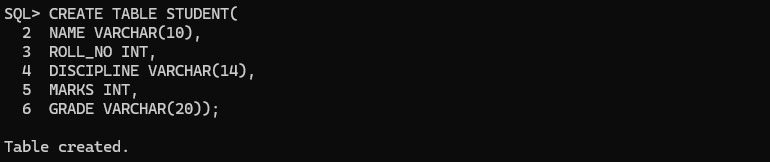 SQL> CREATE TABLE STUDENT(
  2  NAME VARCHAR(10),
  3  ROLL_NO INT,
  4  DISCIPLINE VARCHAR(14),
  5  MARKS INT,
  6  GRADE VARCHAR(20));
Table created.